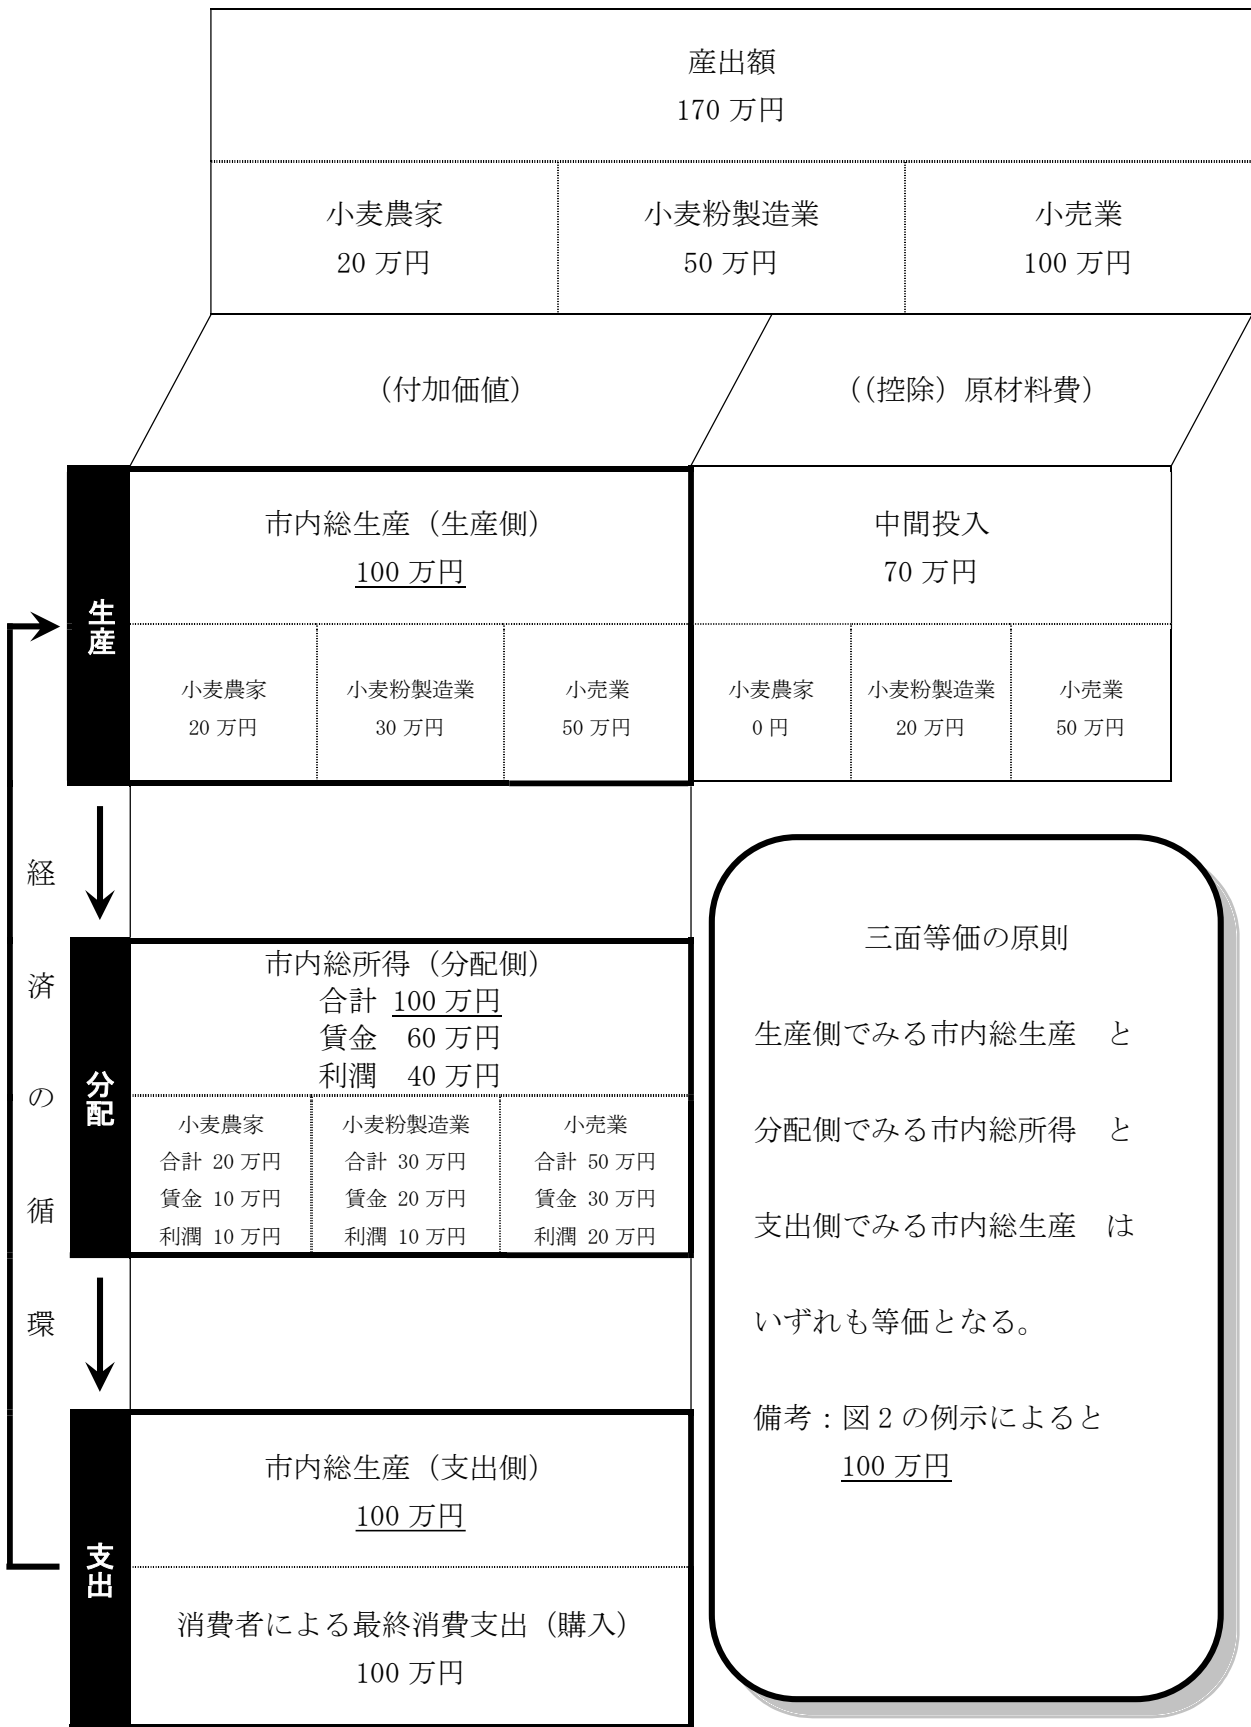 産出額
170 万円
小麦農家
20 万円
小麦粉製造業
50 万円
小売業
100 万円
(付加価値)
((控除) 原材料費)
生産
市内総生産 (生産側)
100 万円
小麦農家
20 万円
小麦粉製造業
30 万円
小売業
50 万円
中間投入
70 万円
小麦農家
0 円
小麦粉製造業
20 万円
小売業
50 万円
経済の循環
分配
市内総所得 (分配側)
合計 100 万円
賃金 60 万円
利潤 40 万円
小麦農家
合計 20 万円
賃金 10 万円
利潤 10 万円
小麦粉製造業
合計 30 万円
賃金 20 万円
利潤 10 万円
小売業
合計 50 万円
賃金 30 万円
利潤 20 万円
支出
市内総生産 (支出側)
100 万円
消費者による最終消費支出 (購入)
100 万円
三面等価の原則
生産側でみる市内総生産 と
分配側でみる市内総所得 と
支出側でみる市内総生産 は
いずれも等価となる。
備考:図 2 の例示によると
100 万円